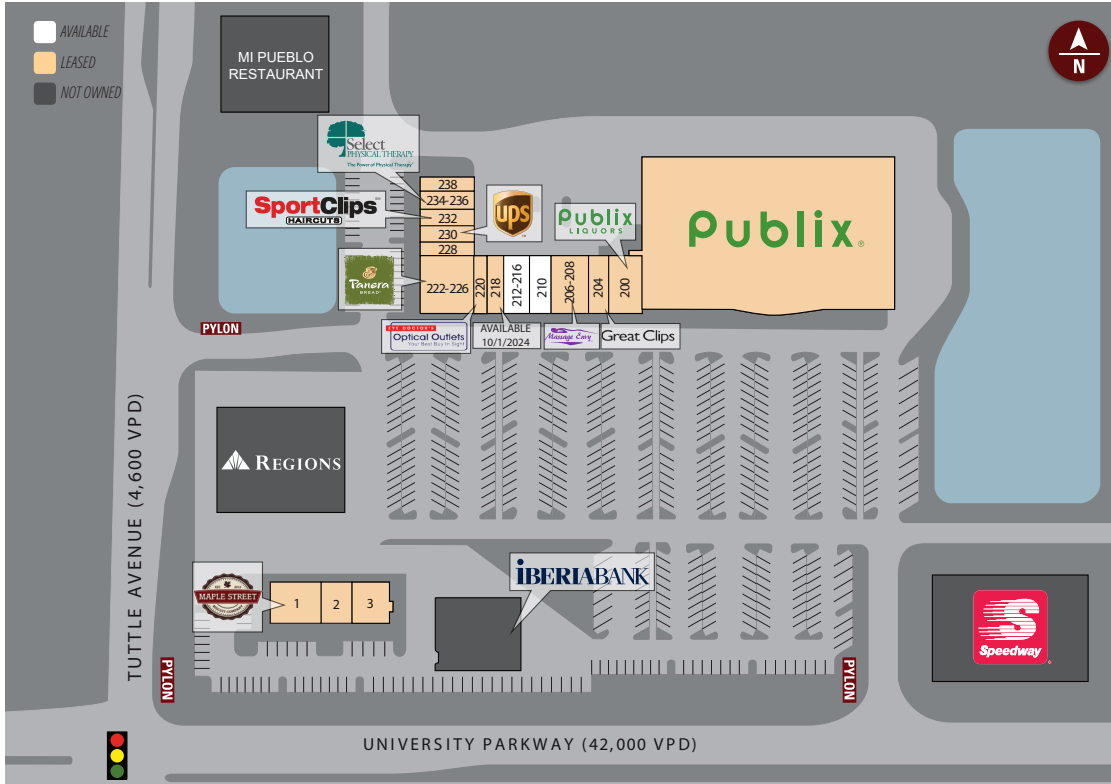 AVAILABLE
LEASED
NOT OWNED
MI PUEBLO
RESTAURANT
N
Select
PHYSICAL THERAPY
The Power of Physical Therapy
SportClips
HAIRCUTS
ups
Publix
LIQUORS
Publix
Panera
BREAD
238
234-236
232
230
228
222-226
220
218
212-216
210
206-208
204
200
PYLON
EYE DOCTOR'S
Optical Outlets
Your Best Buy In Sight
AVAILABLE
10/1/2024
Massage Envy
Great Clips
TUTTLE AVENUE (4,600 VPD)
REGIONS
iBERIABANK
MAPLE STREET
1
2
3
Speedway
PYLON
PYLON
UNIVERSITY PARKWAY (42,000 VPD)